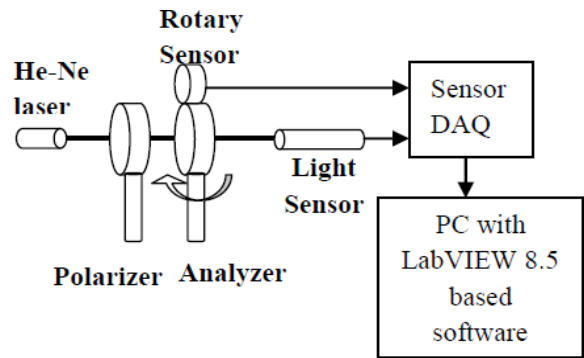 Rotary
Sensor
He-Ne
laser
Sensor
DAQ
Light
Sensor
Polarizer
Analyzer
PC with
LabVIEW 8.5
based
software